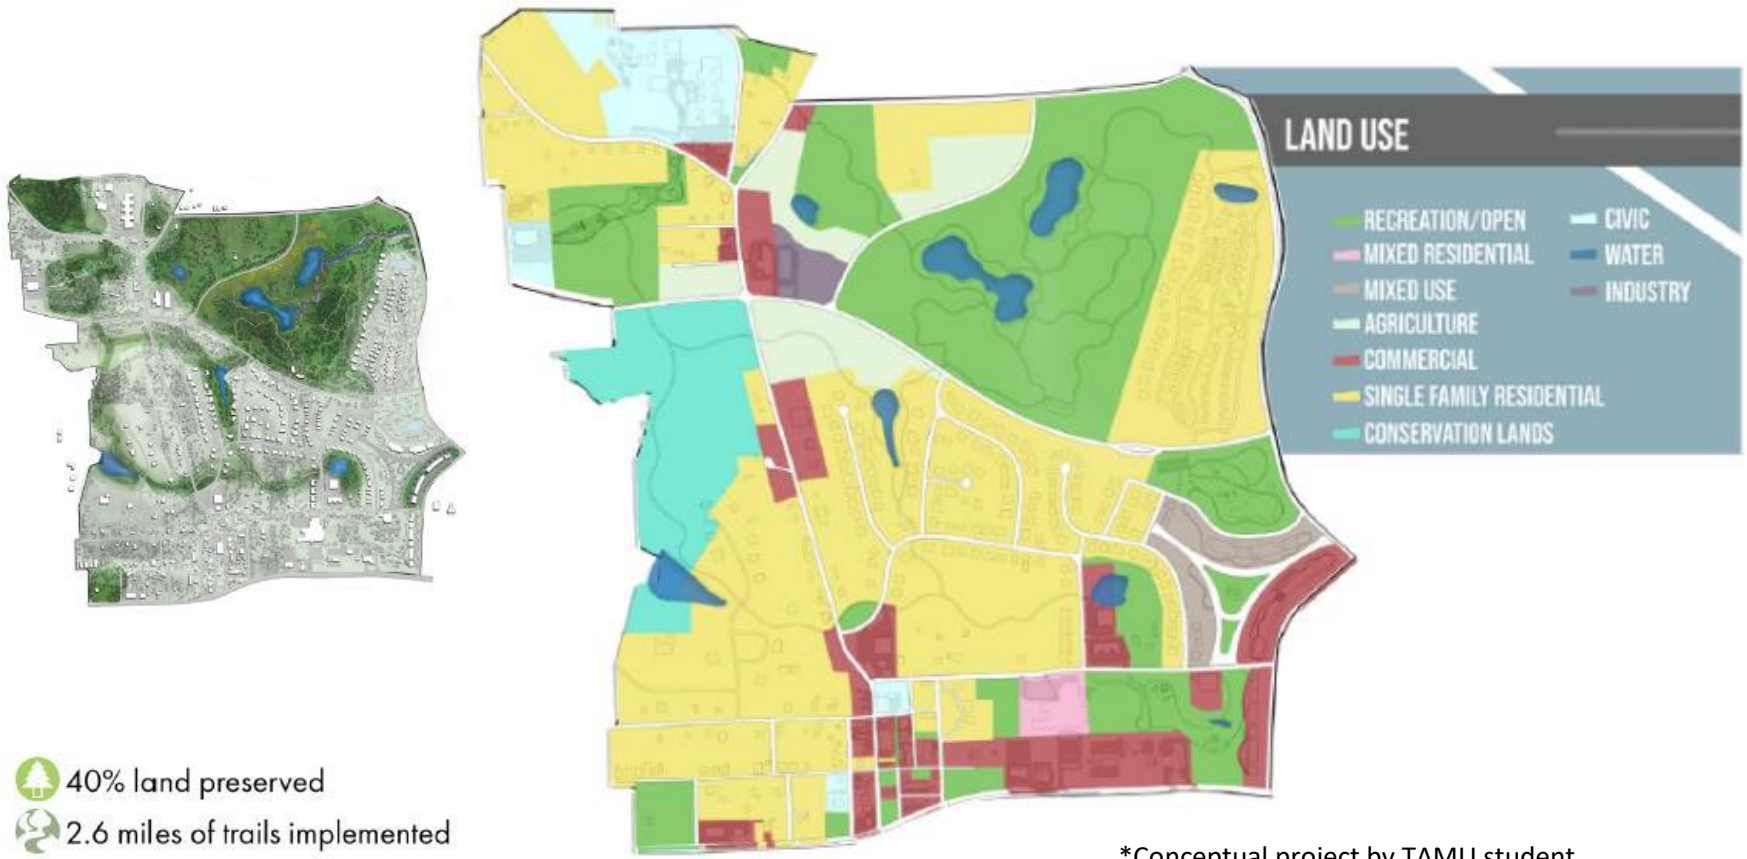 LAND USE
RECREATION/OPEN
MIXED RESIDENTIAL
MIXED USE
AGRICULTURE
COMMERCIAL
SINGLE FAMILY RESIDENTIAL
CONSERVATION LANDS
CIVIC
WATER
INDUSTRY
40% land preserved
2.6 miles of trails implemented
*Conceptual project by TAMU student